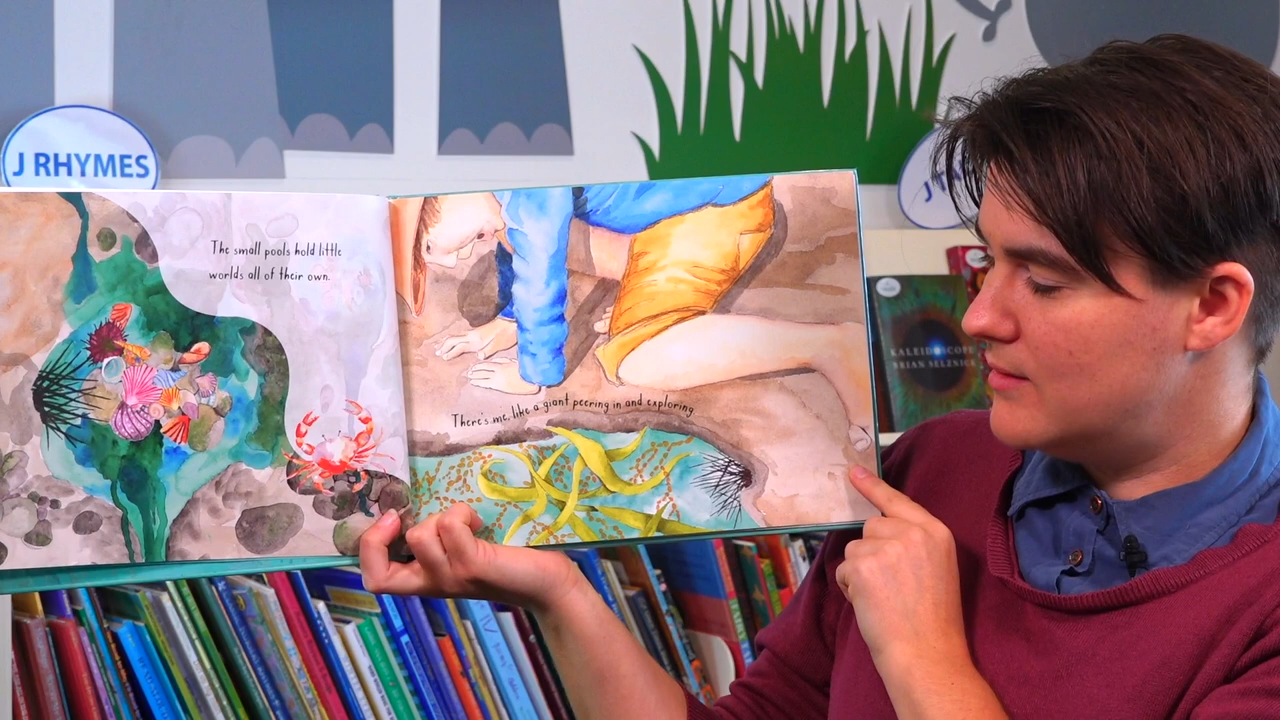 J RHYMES
The small pools hold little
worlds all of their own.
There's me, like a giant peering in and exploring.
KALEIDOSCOPE
BRIAN SELZNICK